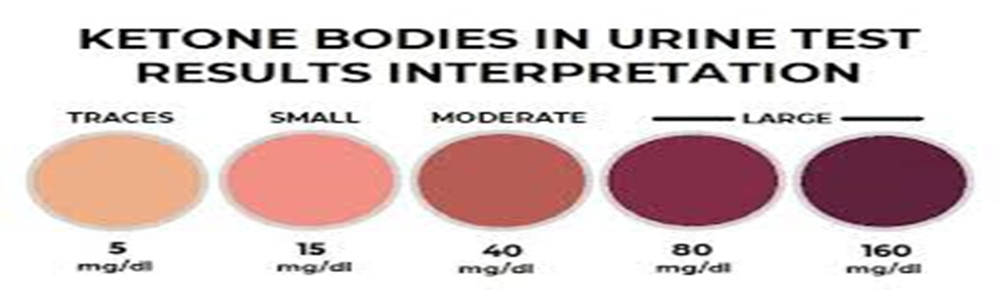 KETONE BODIES IN URINE TEST
RESULTS INTERPRETATION
TRACES SMALL MODERATE LARGE
5 15 40 80 160
mg/dl mg/dl mg/dl mg/dl mg/dl